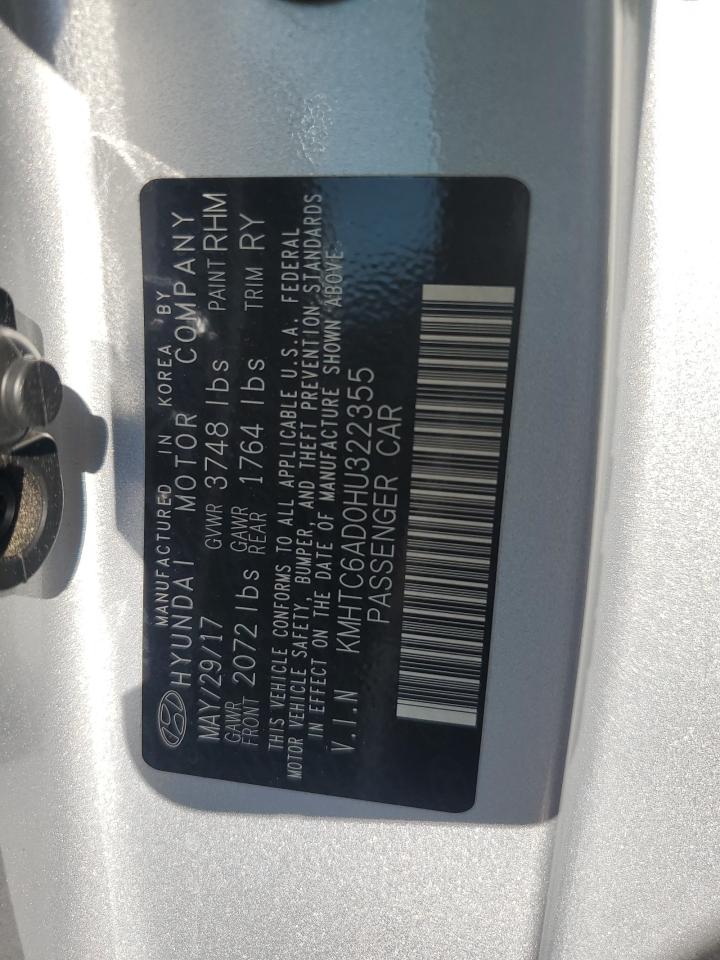 MANUFACTURED IN KOREA BY
HYUNDAI MOTOR COMPANY
MAY/29/17 GVWR 3748 lbs PAINT RHM
GAWR FRONT 2072 lbs GAWR REAR 1764 lbs TRIM RY
THIS VEHICLE CONFORMS TO ALL APPLICABLE U.S.A. FEDERAL
MOTOR VEHICLE SAFETY, BUMPER, AND THEFT PREVENTION STANDARDS
IN EFFECT ON THE DATE OF MANUFACTURE SHOWN ABOVE
V.I.N KMHTC6AD0HU322355
PASSENGER CAR